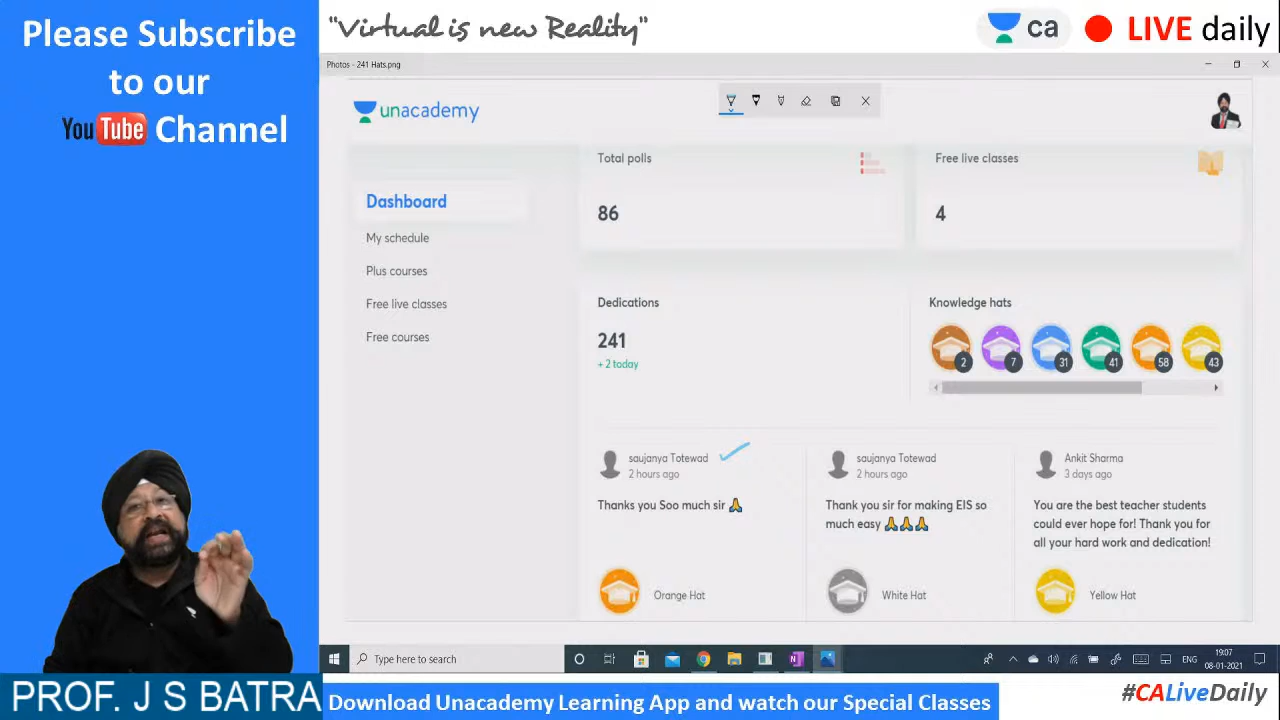 Please Subscribe
to our
YouTube Channel
"Virtual is new Reality"
ca
LIVE daily
Photos - 241 Hats.png
unacademy
Dashboard
My schedule
Plus courses
Free live classes
Free courses
Total polls
86
Free live classes
4
Dedications
241
+ 2 today
Knowledge hats
2 7 31 41 58 43
saujanya Totewad
2 hours ago
Thanks you Soo much sir 🙏
Orange Hat
saujanya Totewad
2 hours ago
Thank you sir for making EIS so
much easy 🙏🙏🙏
White Hat
Ankit Sharma
3 days ago
You are the best teacher students
could ever hope for! Thank you for
all your hard work and dedication!
Yellow Hat
Type here to search
ENG
19:07
08-01-2021
PROF. J S BATRA
Download Unacademy Learning App and watch our Special Classes
#CALiveDaily